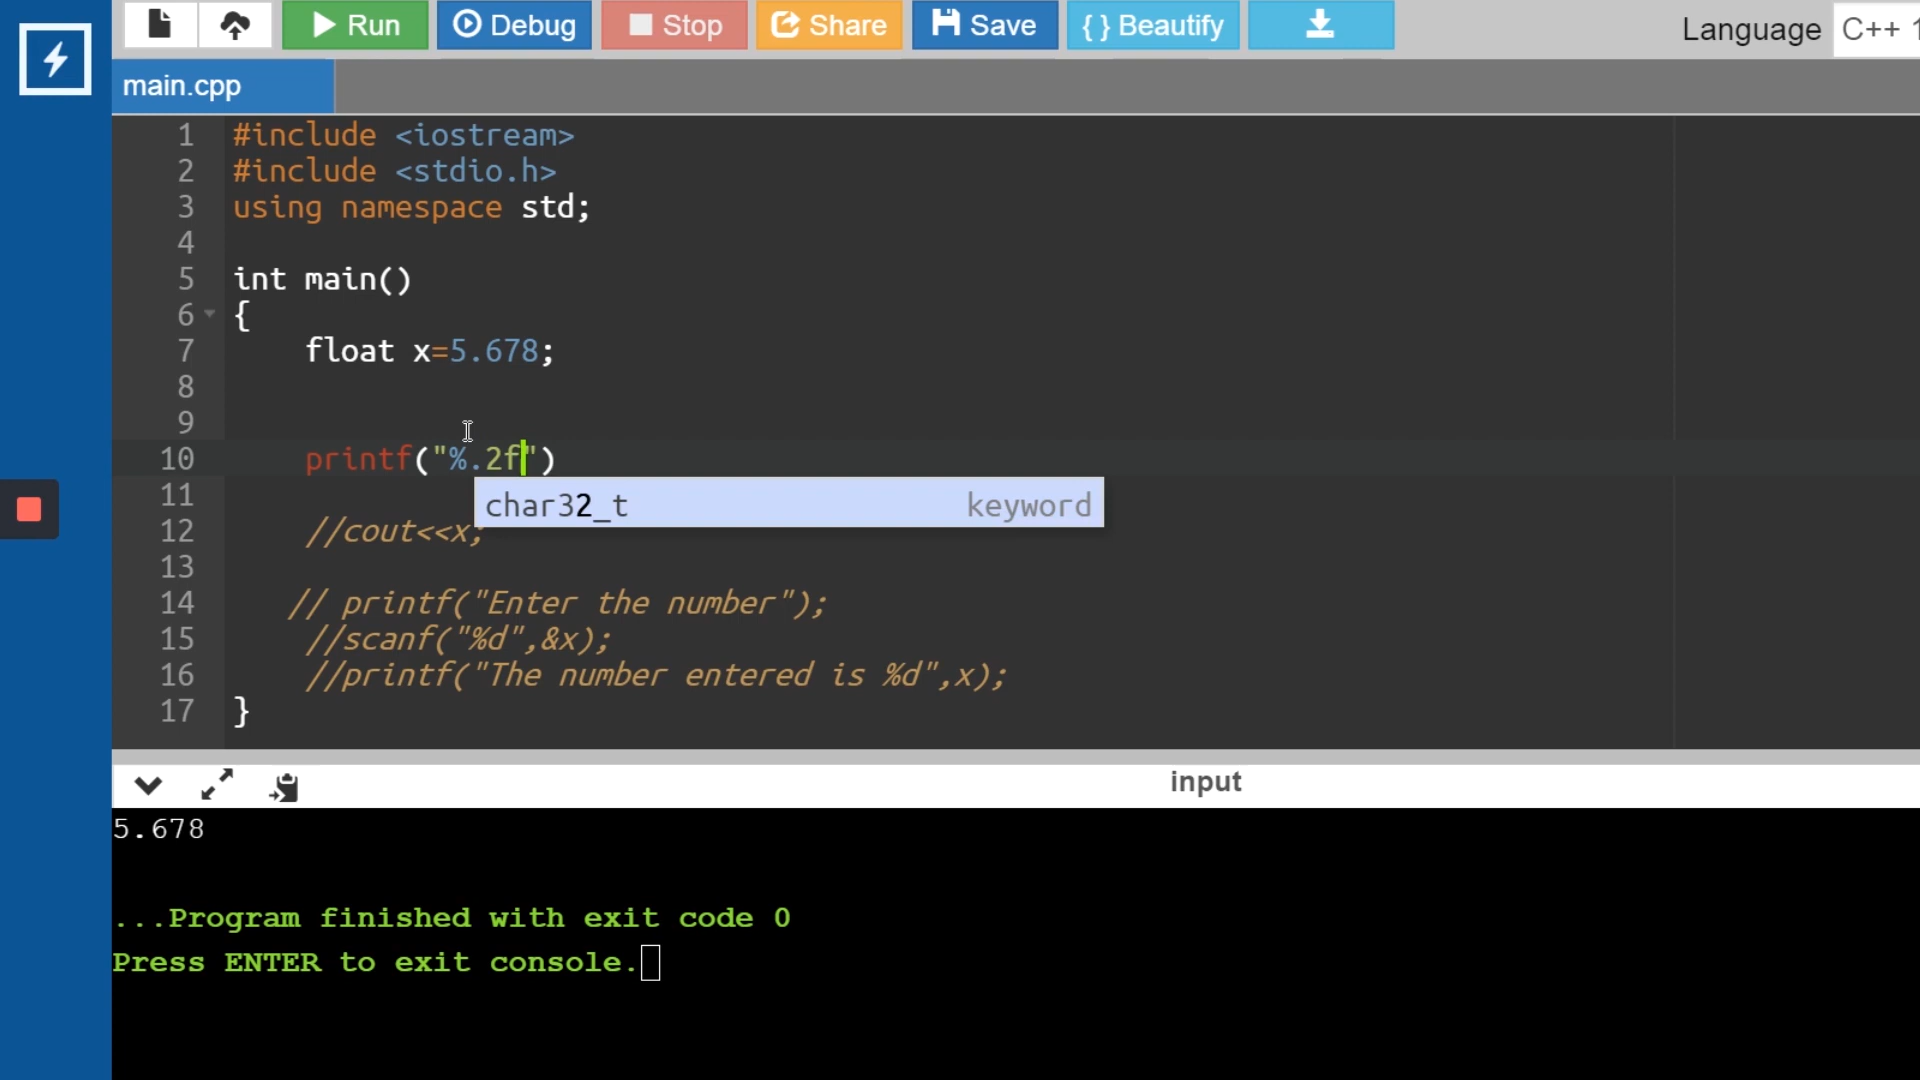 Run Debug Stop Share Save { } Beautify Language C++ 1
main.cpp
1 #include <iostream>
2 #include <stdio.h>
3 using namespace std;
4
5 int main()
6 {
7 float x=5.678;
8
9
10 printf("%.2f")
11
char32_t keyword
12 //cout<<x;
13
14 // printf("Enter the number");
15 //scanf("%d",&x);
16 //printf("The number entered is %d",x);
17 }
input
5.678
...Program finished with exit code 0
Press ENTER to exit console.